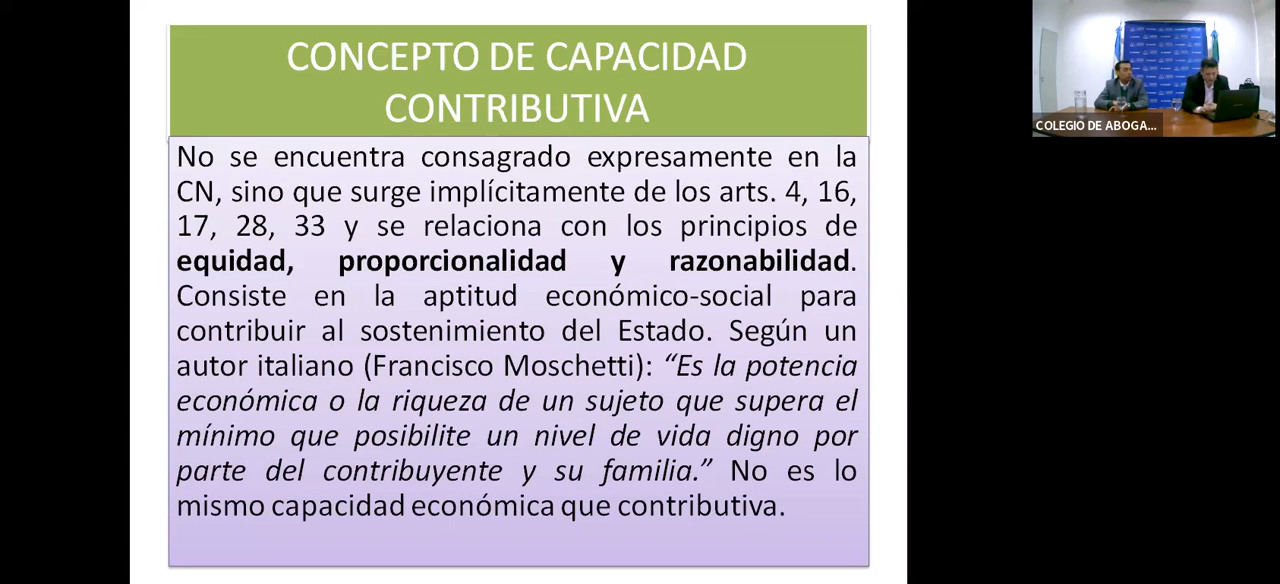 CONCEPTO DE CAPACIDAD
CONTRIBUTIVA
No se encuentra consagrado expresamente en la
CN, sino que surge implícitamente de los arts. 4, 16,
17, 28, 33 y se relaciona con los principios de
equidad, proporcionalidad y razonabilidad.
Consiste en la aptitud económico-social para
contribuir al sostenimiento del Estado. Según un
autor italiano (Francisco Moschetti): “Es la potencia
económica o la riqueza de un sujeto que supera el
mínimo que posibilite un nivel de vida digno por
parte del contribuyente y su familia.” No es lo
mismo capacidad económica que contributiva.
COLEGIO DE ABOGA...